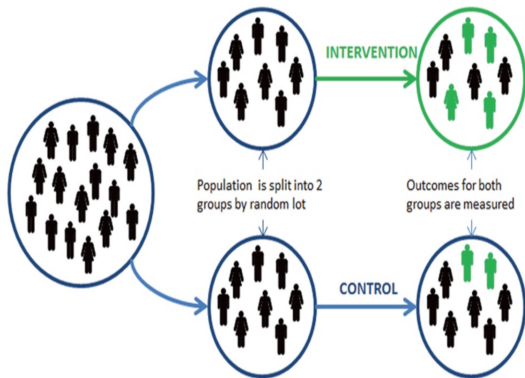 INTERVENTION
Population is split into 2
groups by random lot
Outcomes for both
groups are measured
CONTROL